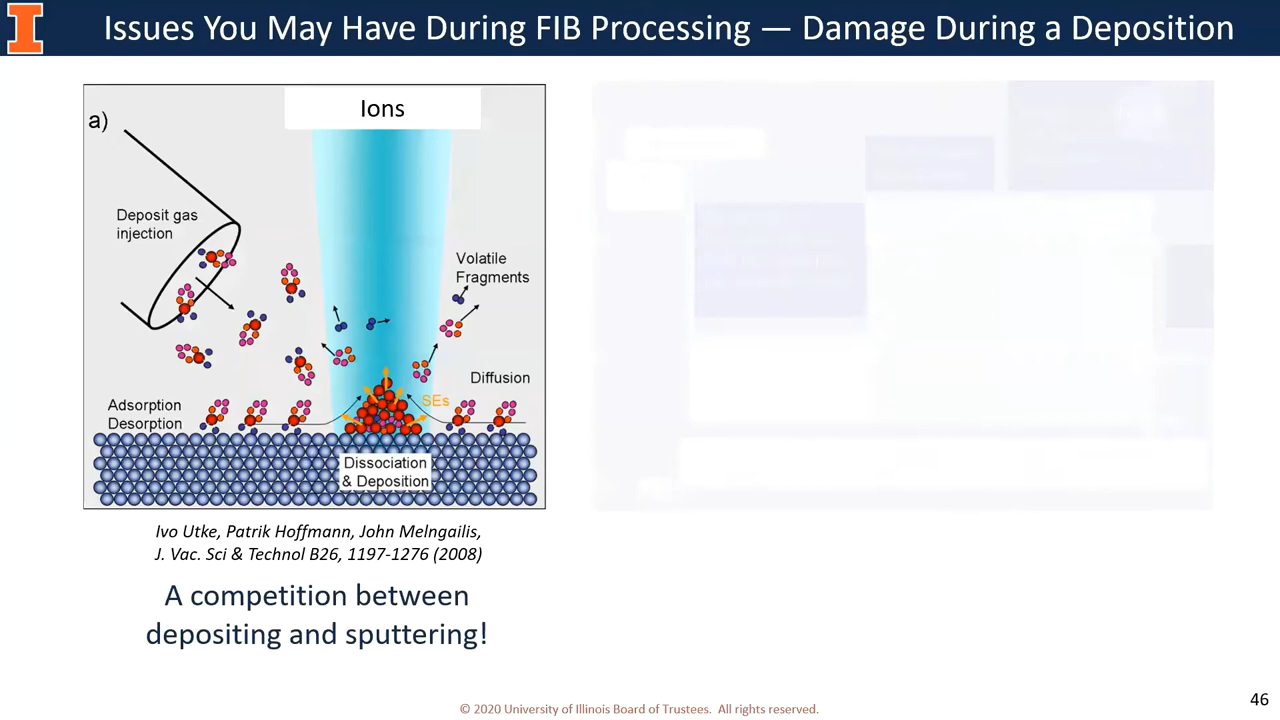 Issues You May Have During FIB Processing — Damage During a Deposition
Ions
a)
Deposit gas
injection
Volatile
Fragments
Diffusion
SEs
Adsorption
Desorption
Dissociation
& Deposition
Ivo Utke, Patrik Hoffmann, John Melngailis,
J. Vac. Sci & Technol B26, 1197-1276 (2008)
A competition between
depositing and sputtering!
© 2020 University of Illinois Board of Trustees. All rights reserved.
46